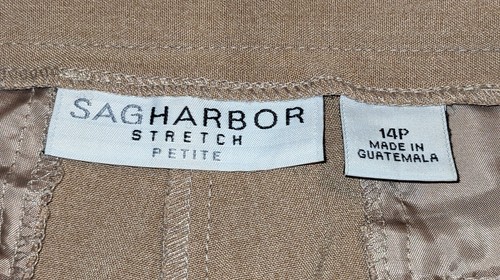 SAGHARBOR
STRETCH
PETITE
14P
MADE IN
GUATEMALA